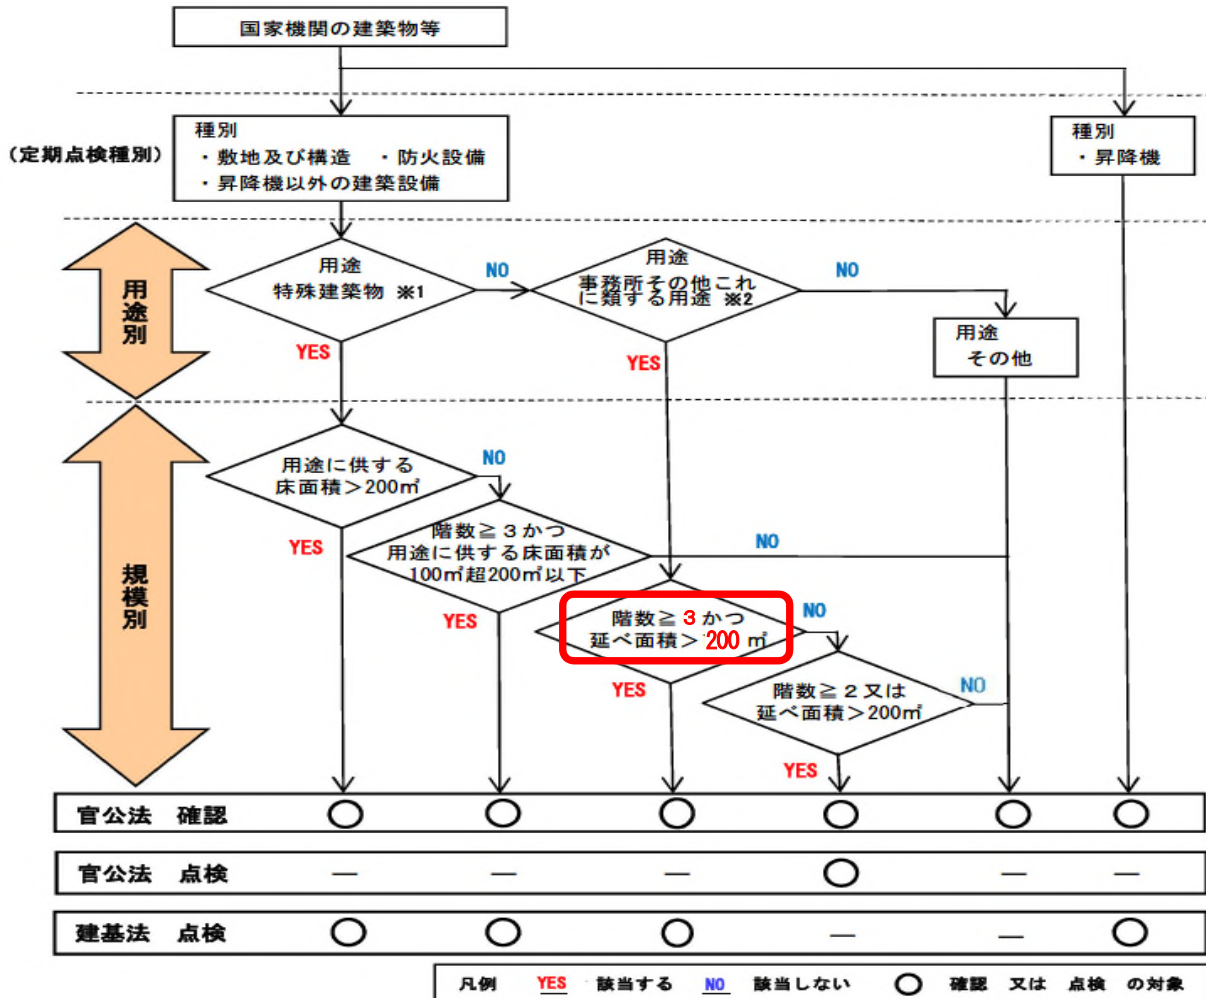 国家機関の建築物等
(定期点検種別)
種別
・敷地及び構造 ・防火設備
・昇降機以外の建築設備
種別
・昇降機
用途別
用途
特殊建築物 ※1
NO
YES
用途
事務所その他これ
に類する用途 ※2
NO
YES
用途
その他
規模別
用途に供する
床面積＞200㎡
NO
YES
階数≧３かつ
用途に供する床面積が
100㎡超200㎡以下
NO
YES
階数≧３かつ
延べ面積＞200 ㎡
NO
YES
階数≧２又は
延べ面積＞200㎡
NO
YES
官公法 確認 ○ ○ ○ ○ ○ ○
官公法 点検 ― ― ― ○ ― ―
建基法 点検 ○ ○ ○ ― ― ○
凡例 YES 該当する NO 該当しない ○ 確認 又は 点検 の対象